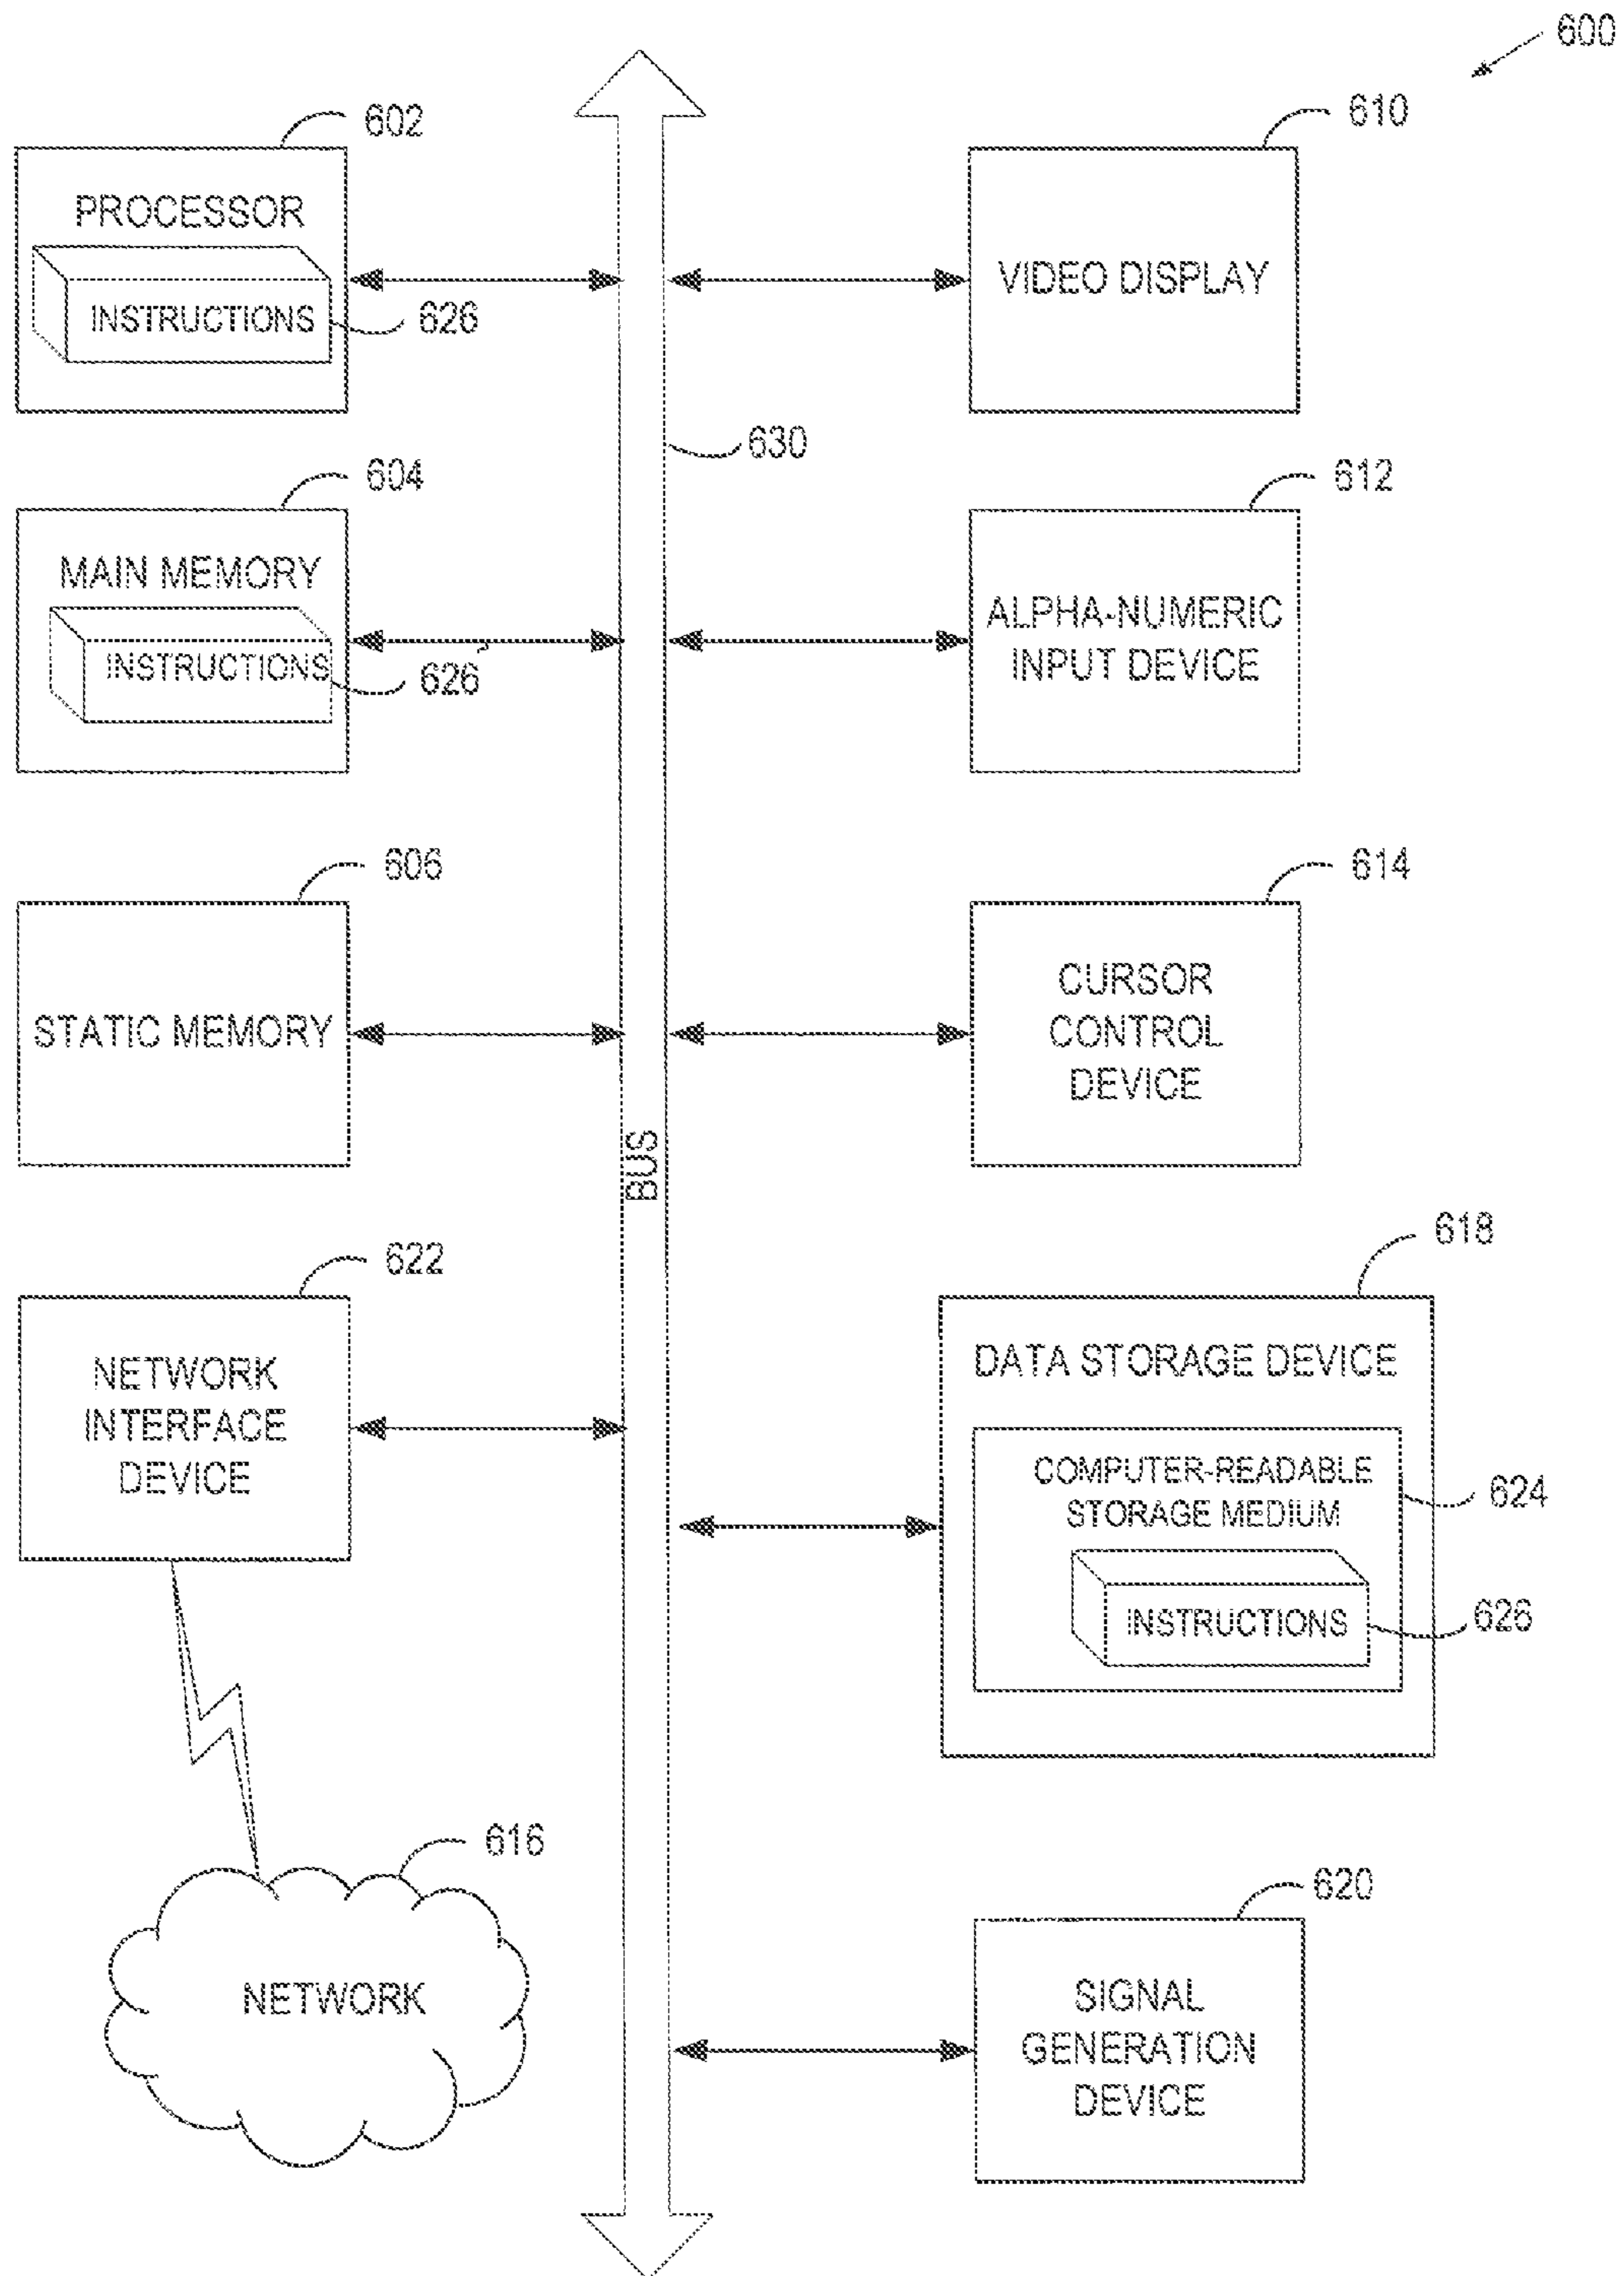 600
602
PROCESSOR
INSTRUCTIONS
626
610
VIDEO DISPLAY
630
604
MAIN MEMORY
INSTRUCTIONS
626
612
ALPHA-NUMERIC
INPUT DEVICE
606
STATIC MEMORY
614
CURSOR
CONTROL
DEVICE
BUS
622
NETWORK
INTERFACE
DEVICE
618
DATA STORAGE DEVICE
COMPUTER-READABLE
STORAGE MEDIUM
624
INSTRUCTIONS
626
616
NETWORK
620
SIGNAL
GENERATION
DEVICE